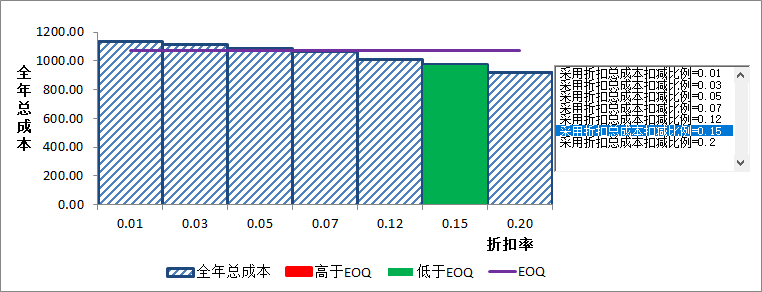 1200.00
1000.00
800.00
600.00
400.00
200.00
0.00
全年总成本
0.01 0.03 0.05 0.07 0.12 0.15 0.20
折扣率
全年总成本 高于EOQ 低于EOQ EOQ
采用折扣总成本扣减比例=0.01
采用折扣总成本扣减比例=0.03
采用折扣总成本扣减比例=0.05
采用折扣总成本扣减比例=0.07
采用折扣总成本扣减比例=0.12
采用折扣总成本扣减比例=0.15
采用折扣总成本扣减比例=0.2